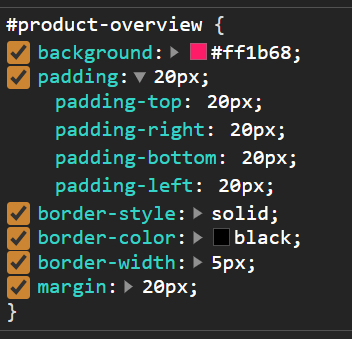 #product-overview {
background: #ff1b68;
padding: 20px;
padding-top: 20px;
padding-right: 20px;
padding-bottom: 20px;
padding-left: 20px;
border-style: solid;
border-color: black;
border-width: 5px;
margin: 20px;
}